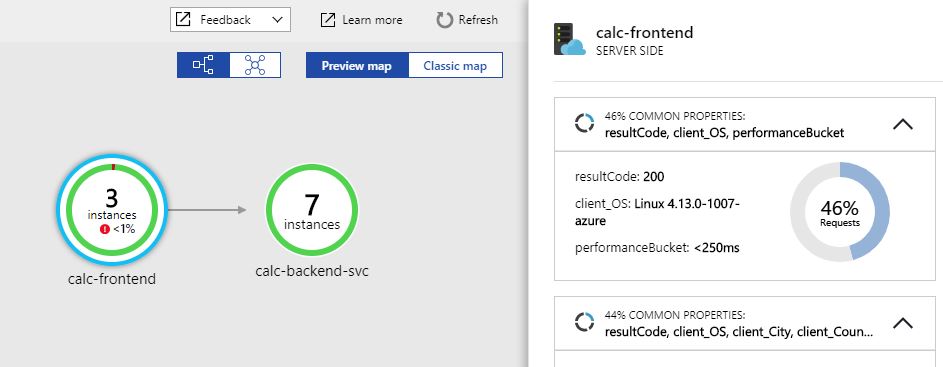 Feedback
Learn more
Refresh
Preview map
Classic map
3
instances
<1%
calc-frontend
7
instances
calc-backend-svc
calc-frontend
SERVER SIDE
46% COMMON PROPERTIES:
resultCode, client_OS, performanceBucket
resultCode: 200
client_OS: Linux 4.13.0-1007-
azure
performanceBucket: <250ms
46%
Requests
44% COMMON PROPERTIES:
resultCode, client_OS, client_City, client_Coun...